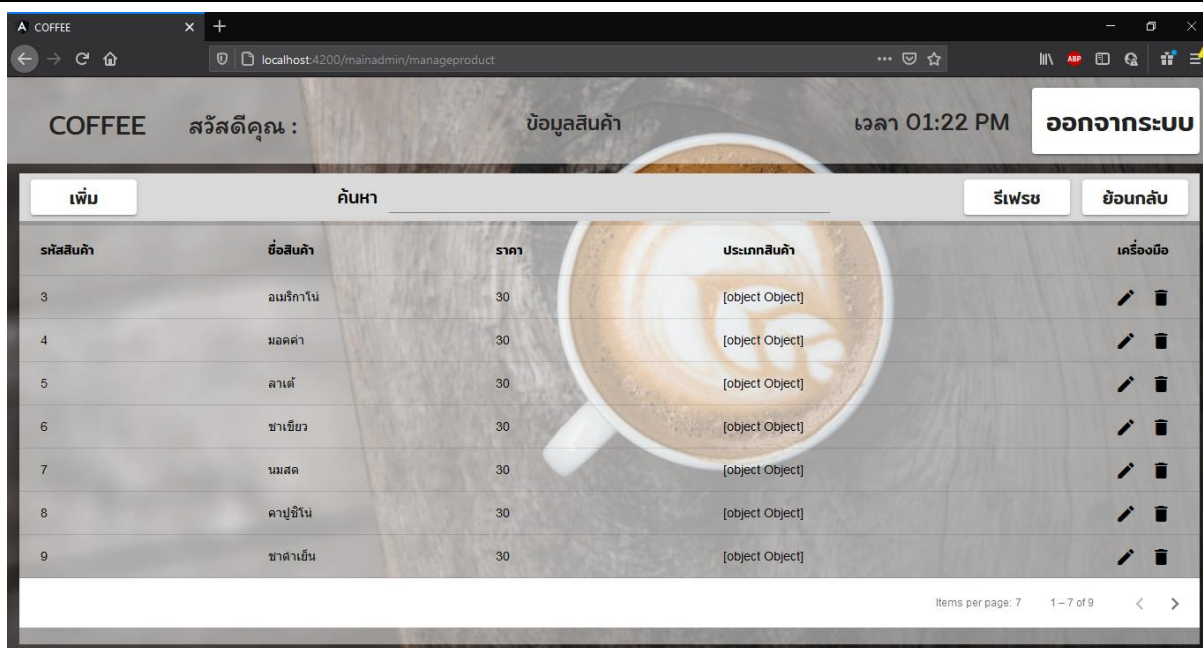 COFFEE
localhost:4200/mainadmin/manageproduct
ABP
COFFEE สวัสดีคุณ : ข้อมูลสินค้า เวลา 01:22 PM ออกจากระบบ
เพิ่ม ค้นหา รีเฟรช ย้อนกลับ
รหัสสินค้า ชื่อสินค้า ราคา ประเภทสินค้า เครื่องมือ
3 อเมริกาโน่ 30 [object Object]
4 มอคค่า 30 [object Object]
5 ลาเต้ 30 [object Object]
6 ชาเขียว 30 [object Object]
7 นมสด 30 [object Object]
8 คาปูชิโน่ 30 [object Object]
9 ชาดำเย็น 30 [object Object]
Items per page: 7 1 – 7 of 9